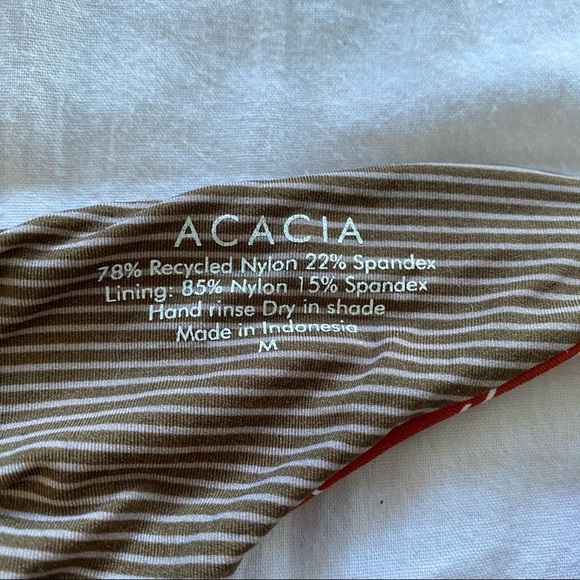 ACACIA
78% Recycled Nylon 22% Spandex
Lining: 85% Nylon 15% Spandex
Hand rinse Dry in shade
Made in Indonesia
M